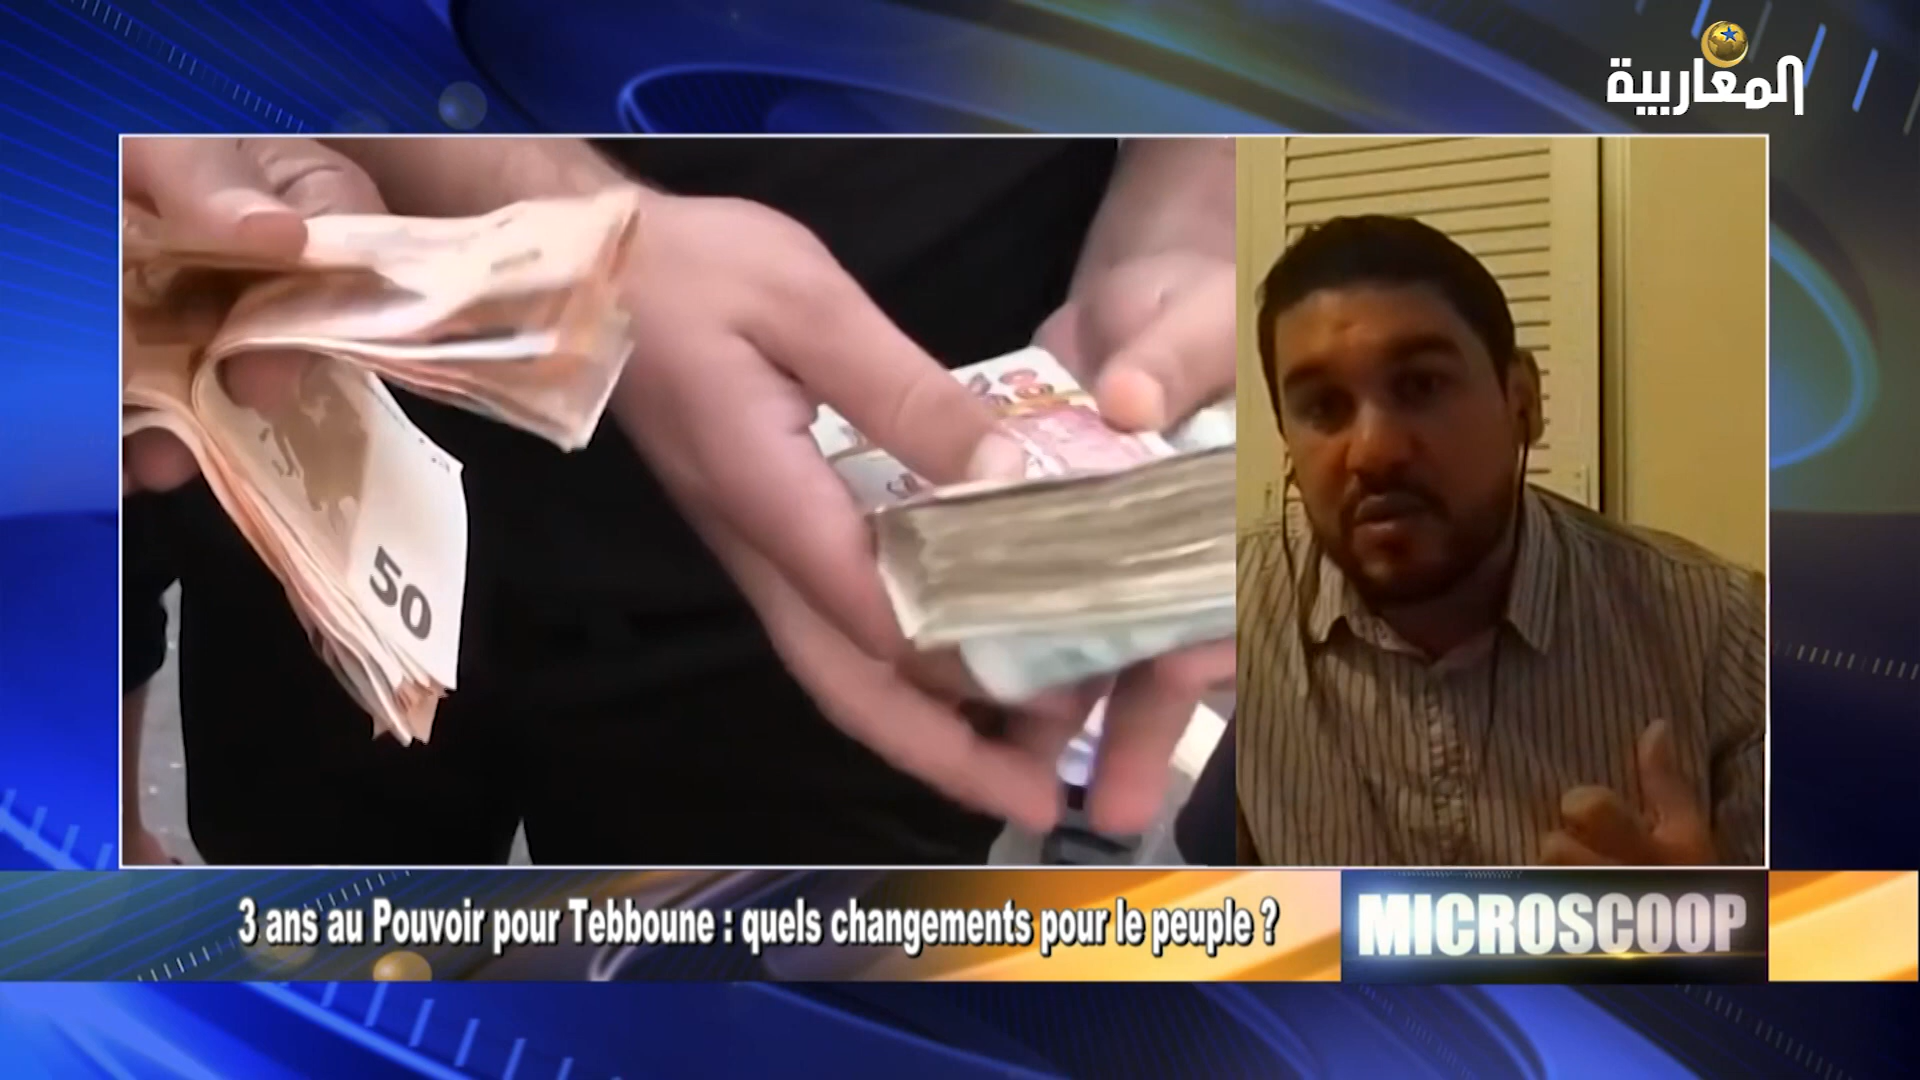 المغاربية
50
3 ans au Pouvoir pour Tebboune : quels changements pour le peuple ?
MICROSCOOP